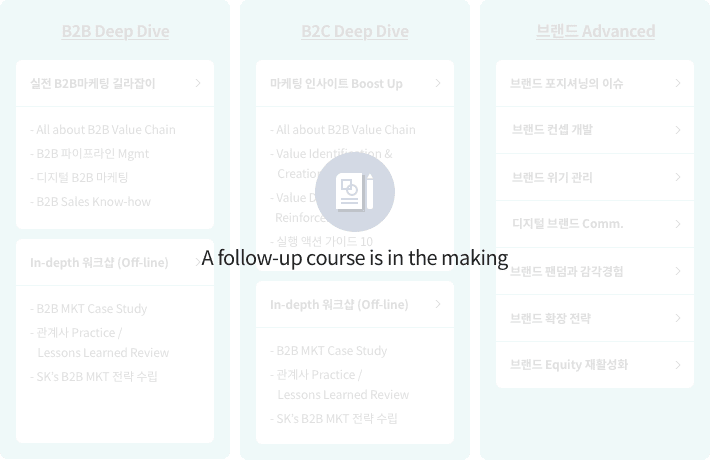 B2B Deep Dive
실전 B2B마케팅 길라잡이
- All about B2B Value Chain
- B2B 파이프라인 Mgmt
- 디지털 B2B 마케팅
- B2B Sales Know-how
In-depth 워크샵 (Off-line)
- B2B MKT Case Study
- 관계사 Practice /
Lessons Learned Review
- SK's B2B MKT 전략 수립
B2C Deep Dive
마케팅 인사이트 Boost Up
- All about B2B Value Chain
- Value Identification &
Creation
- Value D
Reinforce
- 실행 액션 가이드 10
A follow-up course is in the making
In-depth 워크샵 (Off-line)
- B2B MKT Case Study
- 관계사 Practice /
Lessons Learned Review
- SK's B2B MKT 전략 수립
브랜드 Advanced
브랜드 포지셔닝의 이슈
브랜드 컨셉 개발
브랜드 위기 관리
디지털 브랜드 Comm.
브랜드 팬덤과 감각경험
브랜드 확장 전략
브랜드 Equity 재활성화